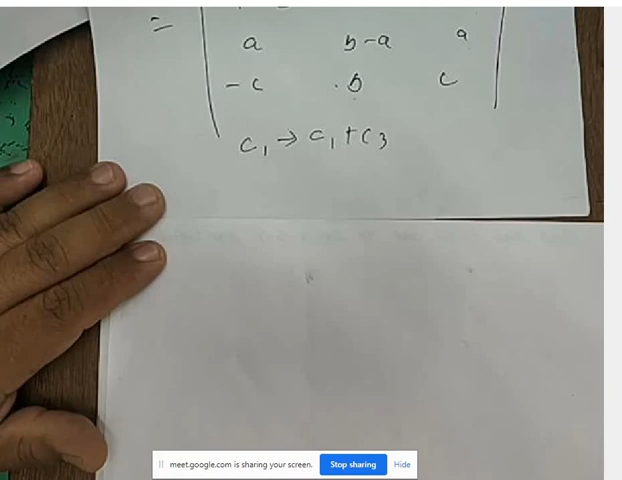 =
a b-a a
-c b c
c₁ → c₁+c₃
meet.google.com is sharing your screen. Stop sharing Hide